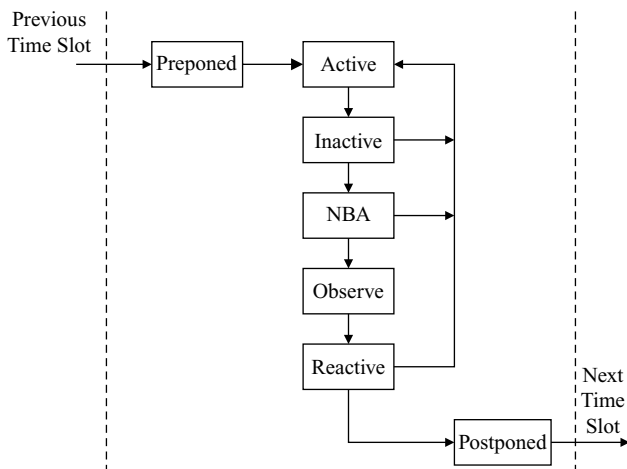 Previous
Time Slot
Preponed
Active
Inactive
NBA
Observe
Reactive
Next
Time
Slot
Postponed